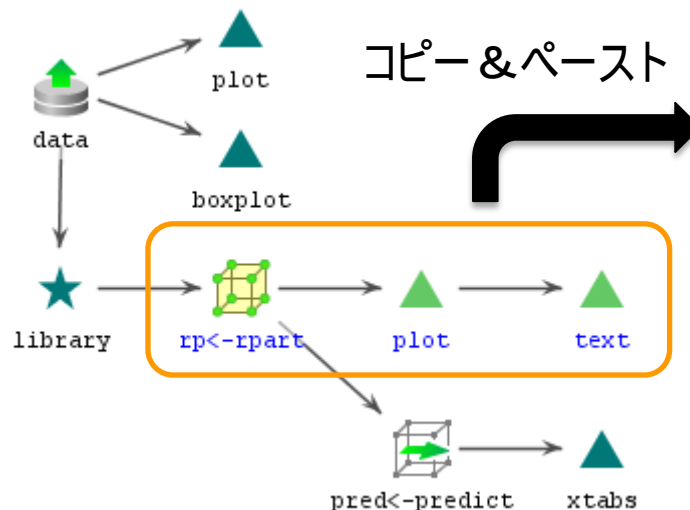 plot
コピー＆ペースト
data
boxplot
library
rp<-rpart
plot
text
pred<-predict
xtabs